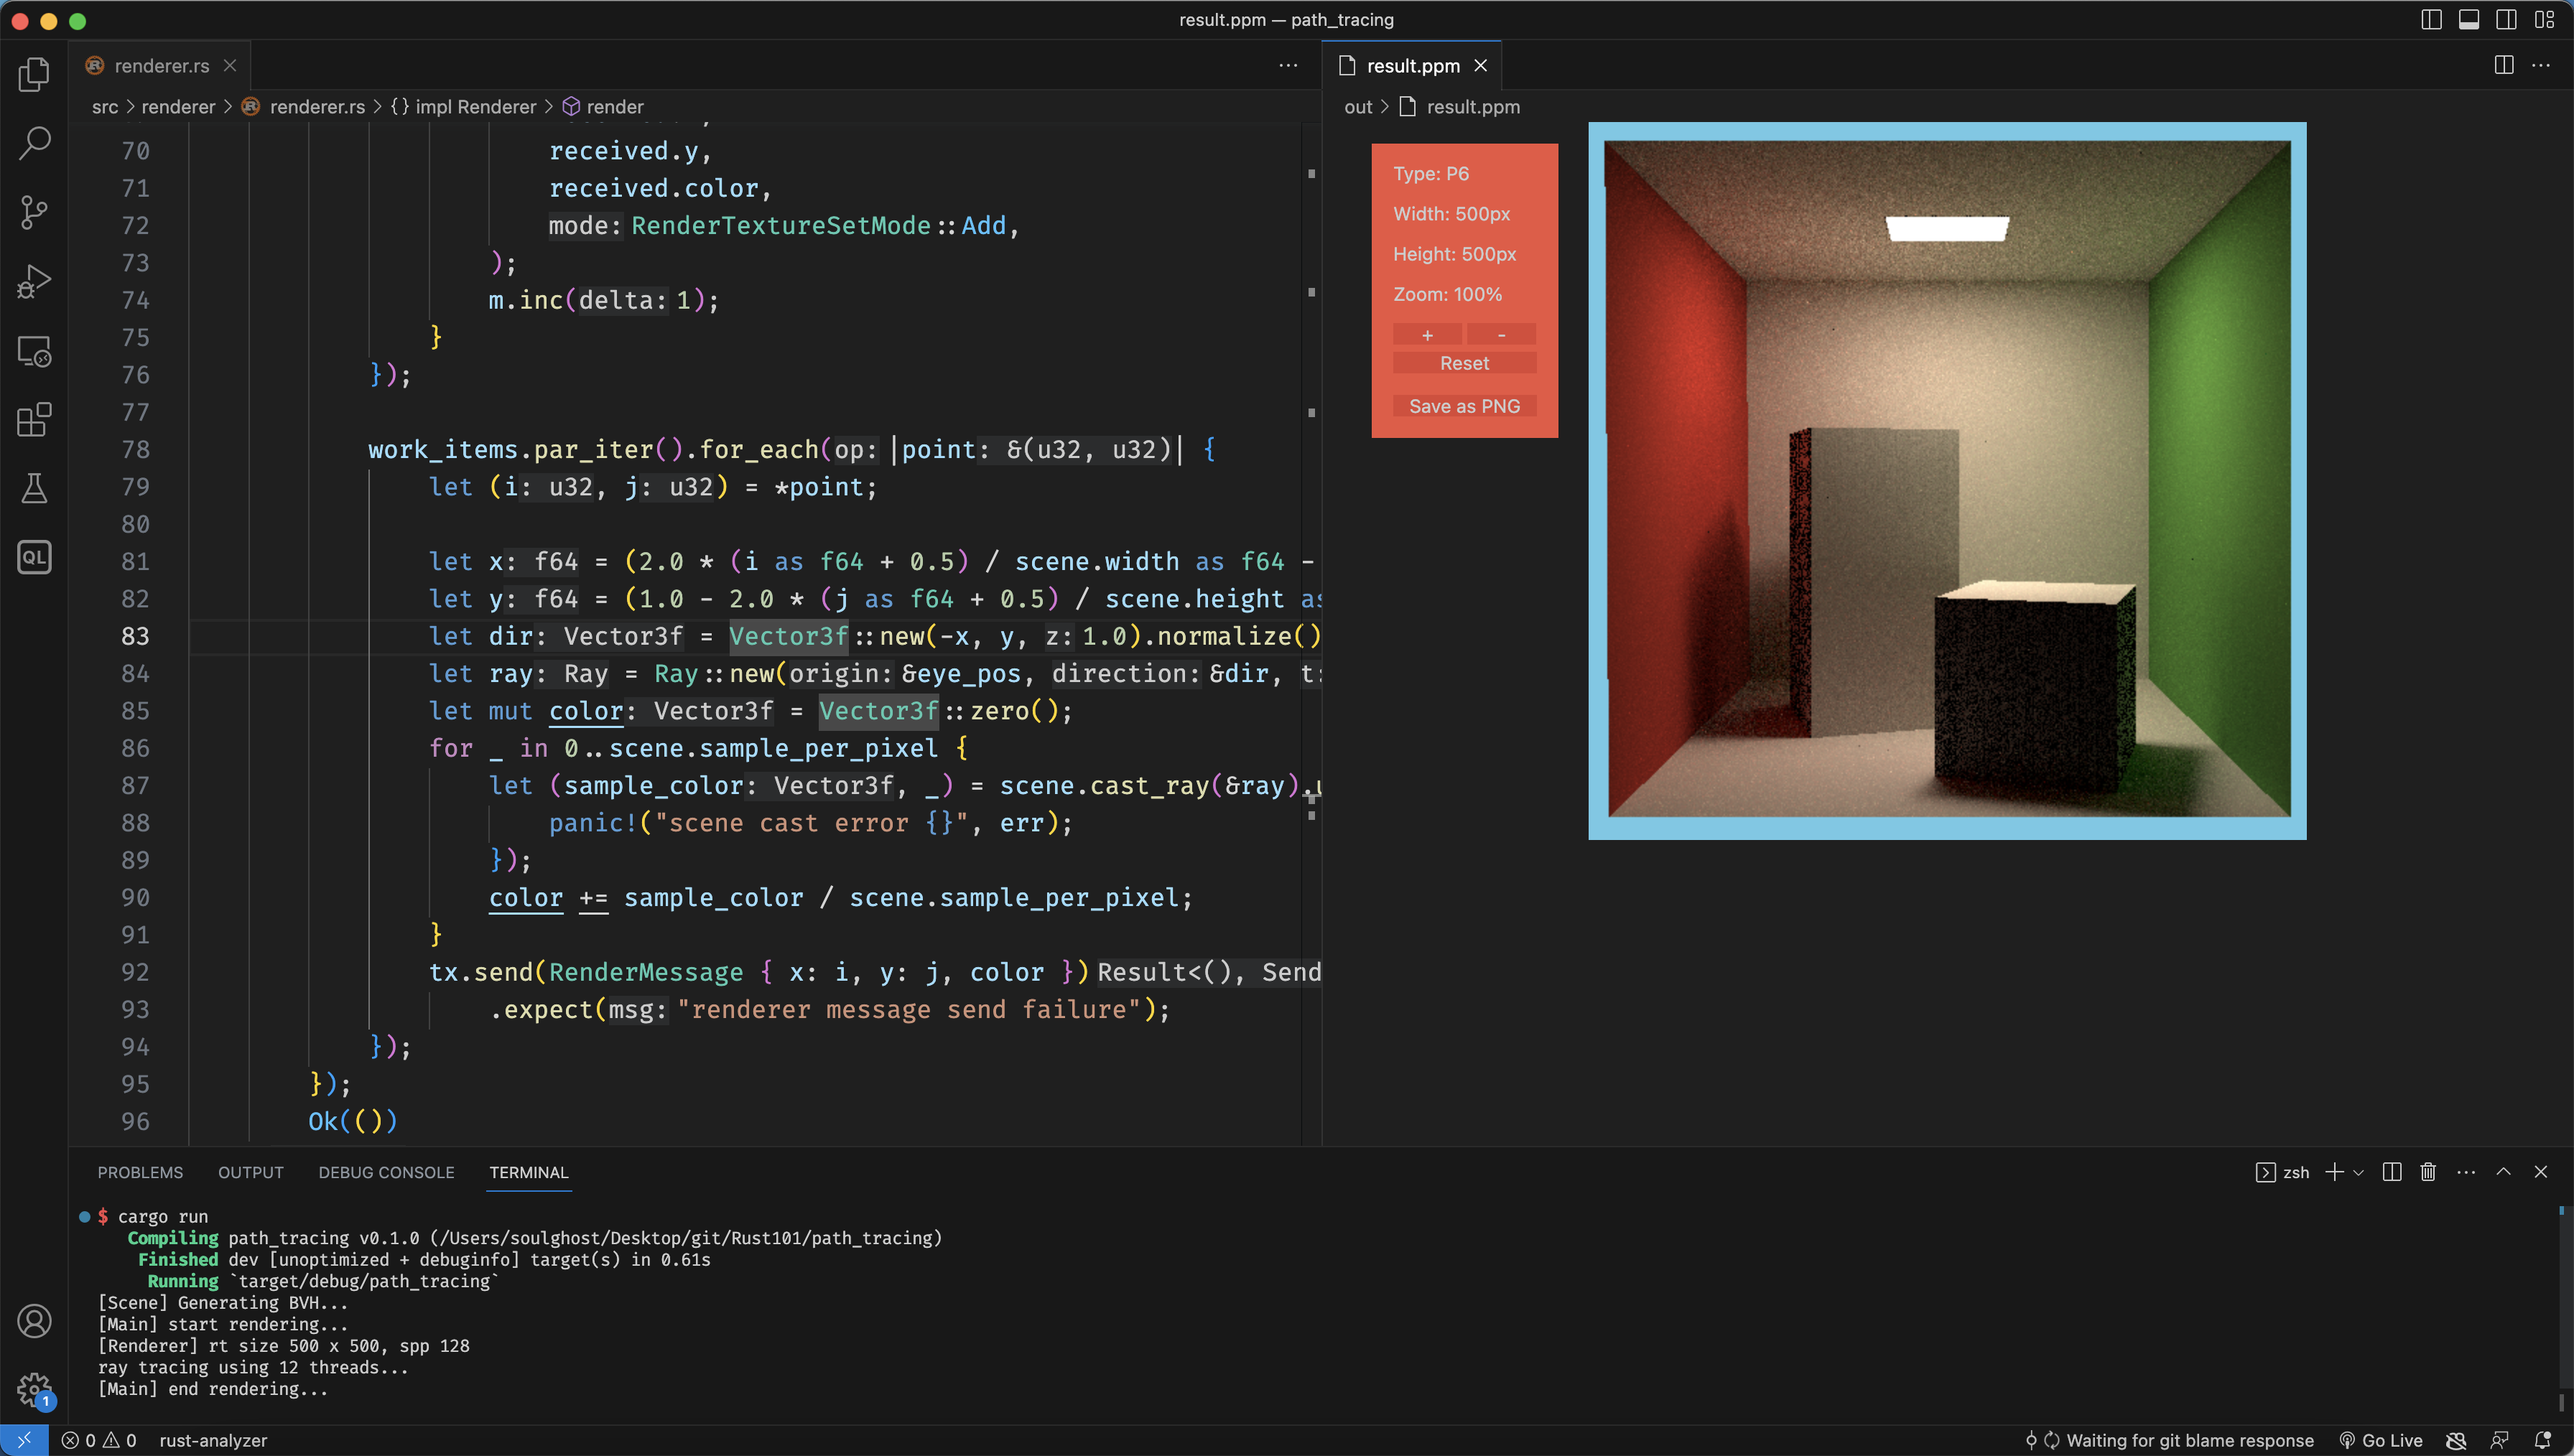 result.ppm — path_tracing
renderer.rs
src > renderer > renderer.rs > {} impl Renderer > render
70 received.y,
71 received.color,
72 mode: RenderTextureSetMode::Add,
73 );
74 m.inc(delta: 1);
75 }
76 });
77
78 work_items.par_iter().for_each(op: |point: &(u32, u32)| {
79 let (i: u32, j: u32) = *point;
80
81 let x: f64 = (2.0 * (i as f64 + 0.5) / scene.width as f64 -
82 let y: f64 = (1.0 - 2.0 * (j as f64 + 0.5) / scene.height as
83 let dir: Vector3f = Vector3f::new(-x, y, z: 1.0).normalize()
84 let ray: Ray = Ray::new(origin: &eye_pos, direction: &dir, t:
85 let mut color: Vector3f = Vector3f::zero();
86 for _ in 0..scene.sample_per_pixel {
87 let (sample_color: Vector3f, _) = scene.cast_ray(&ray).u
88 panic!("scene cast error {}", err);
89 });
90 color += sample_color / scene.sample_per_pixel;
91 }
92 tx.send(RenderMessage { x: i, y: j, color }) Result<(), Send
93 .expect(msg: "renderer message send failure");
94 });
95 });
96 Ok(())
result.ppm
out > result.ppm
Type: P6
Width: 500px
Height: 500px
Zoom: 100%
+ -
Reset
Save as PNG
QL
PROBLEMS OUTPUT DEBUG CONSOLE TERMINAL
zsh
$ cargo run
Compiling path_tracing v0.1.0 (/Users/soulghost/Desktop/git/Rust101/path_tracing)
Finished dev [unoptimized + debuginfo] target(s) in 0.61s
Running `target/debug/path_tracing`
[Scene] Generating BVH...
[Main] start rendering...
[Renderer] rt size 500 x 500, spp 128
ray tracing using 12 threads...
[Main] end rendering...
1
0 0 rust-analyzer
Waiting for git blame response Go Live